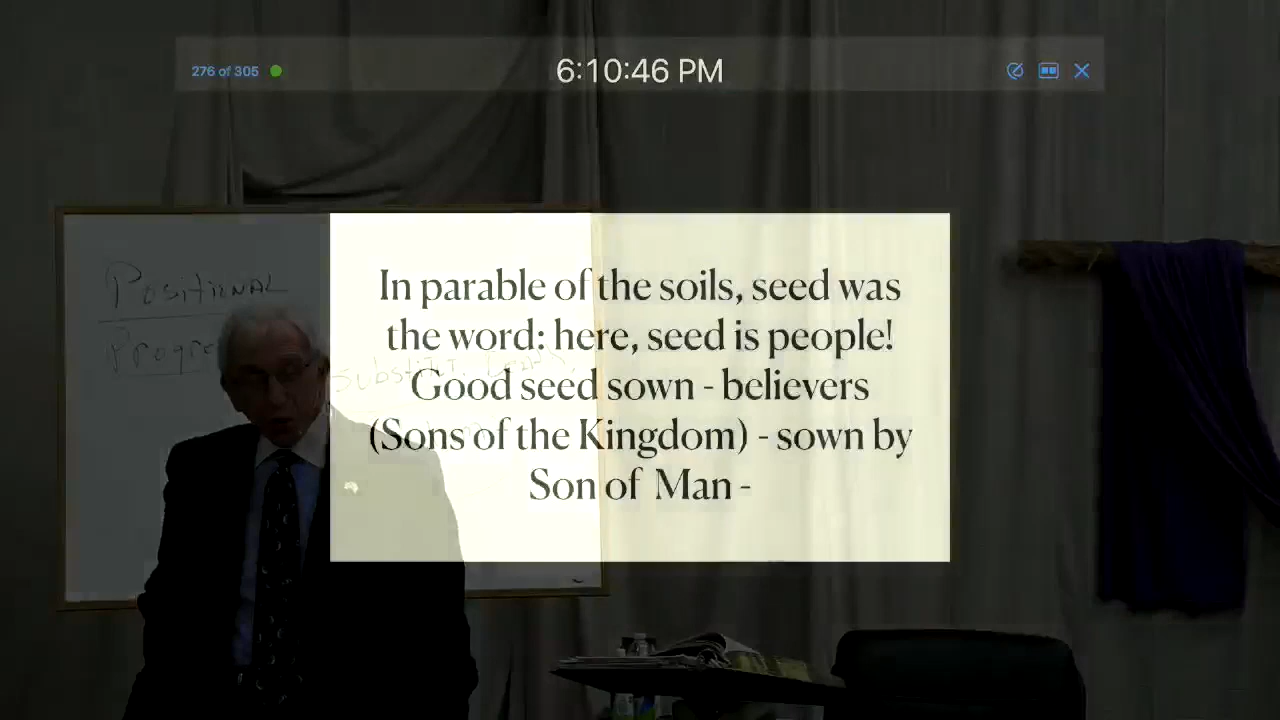 276 of 305
6:10:46 PM
Positional
In parable of the soils, seed was
the word: here, seed is people!
Good seed sown - believers
(Sons of the Kingdom) - sown by
Son of Man -